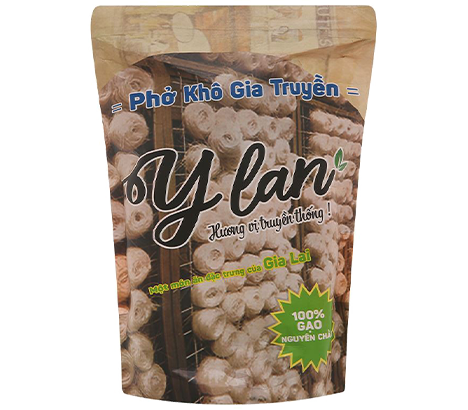 = Phở Khô Gia Truyền =
Y lan
Hương vị truyền thống !
Một món ăn đặc trưng của Gia Lai
100%
GẠO
NGUYÊN CHẤT